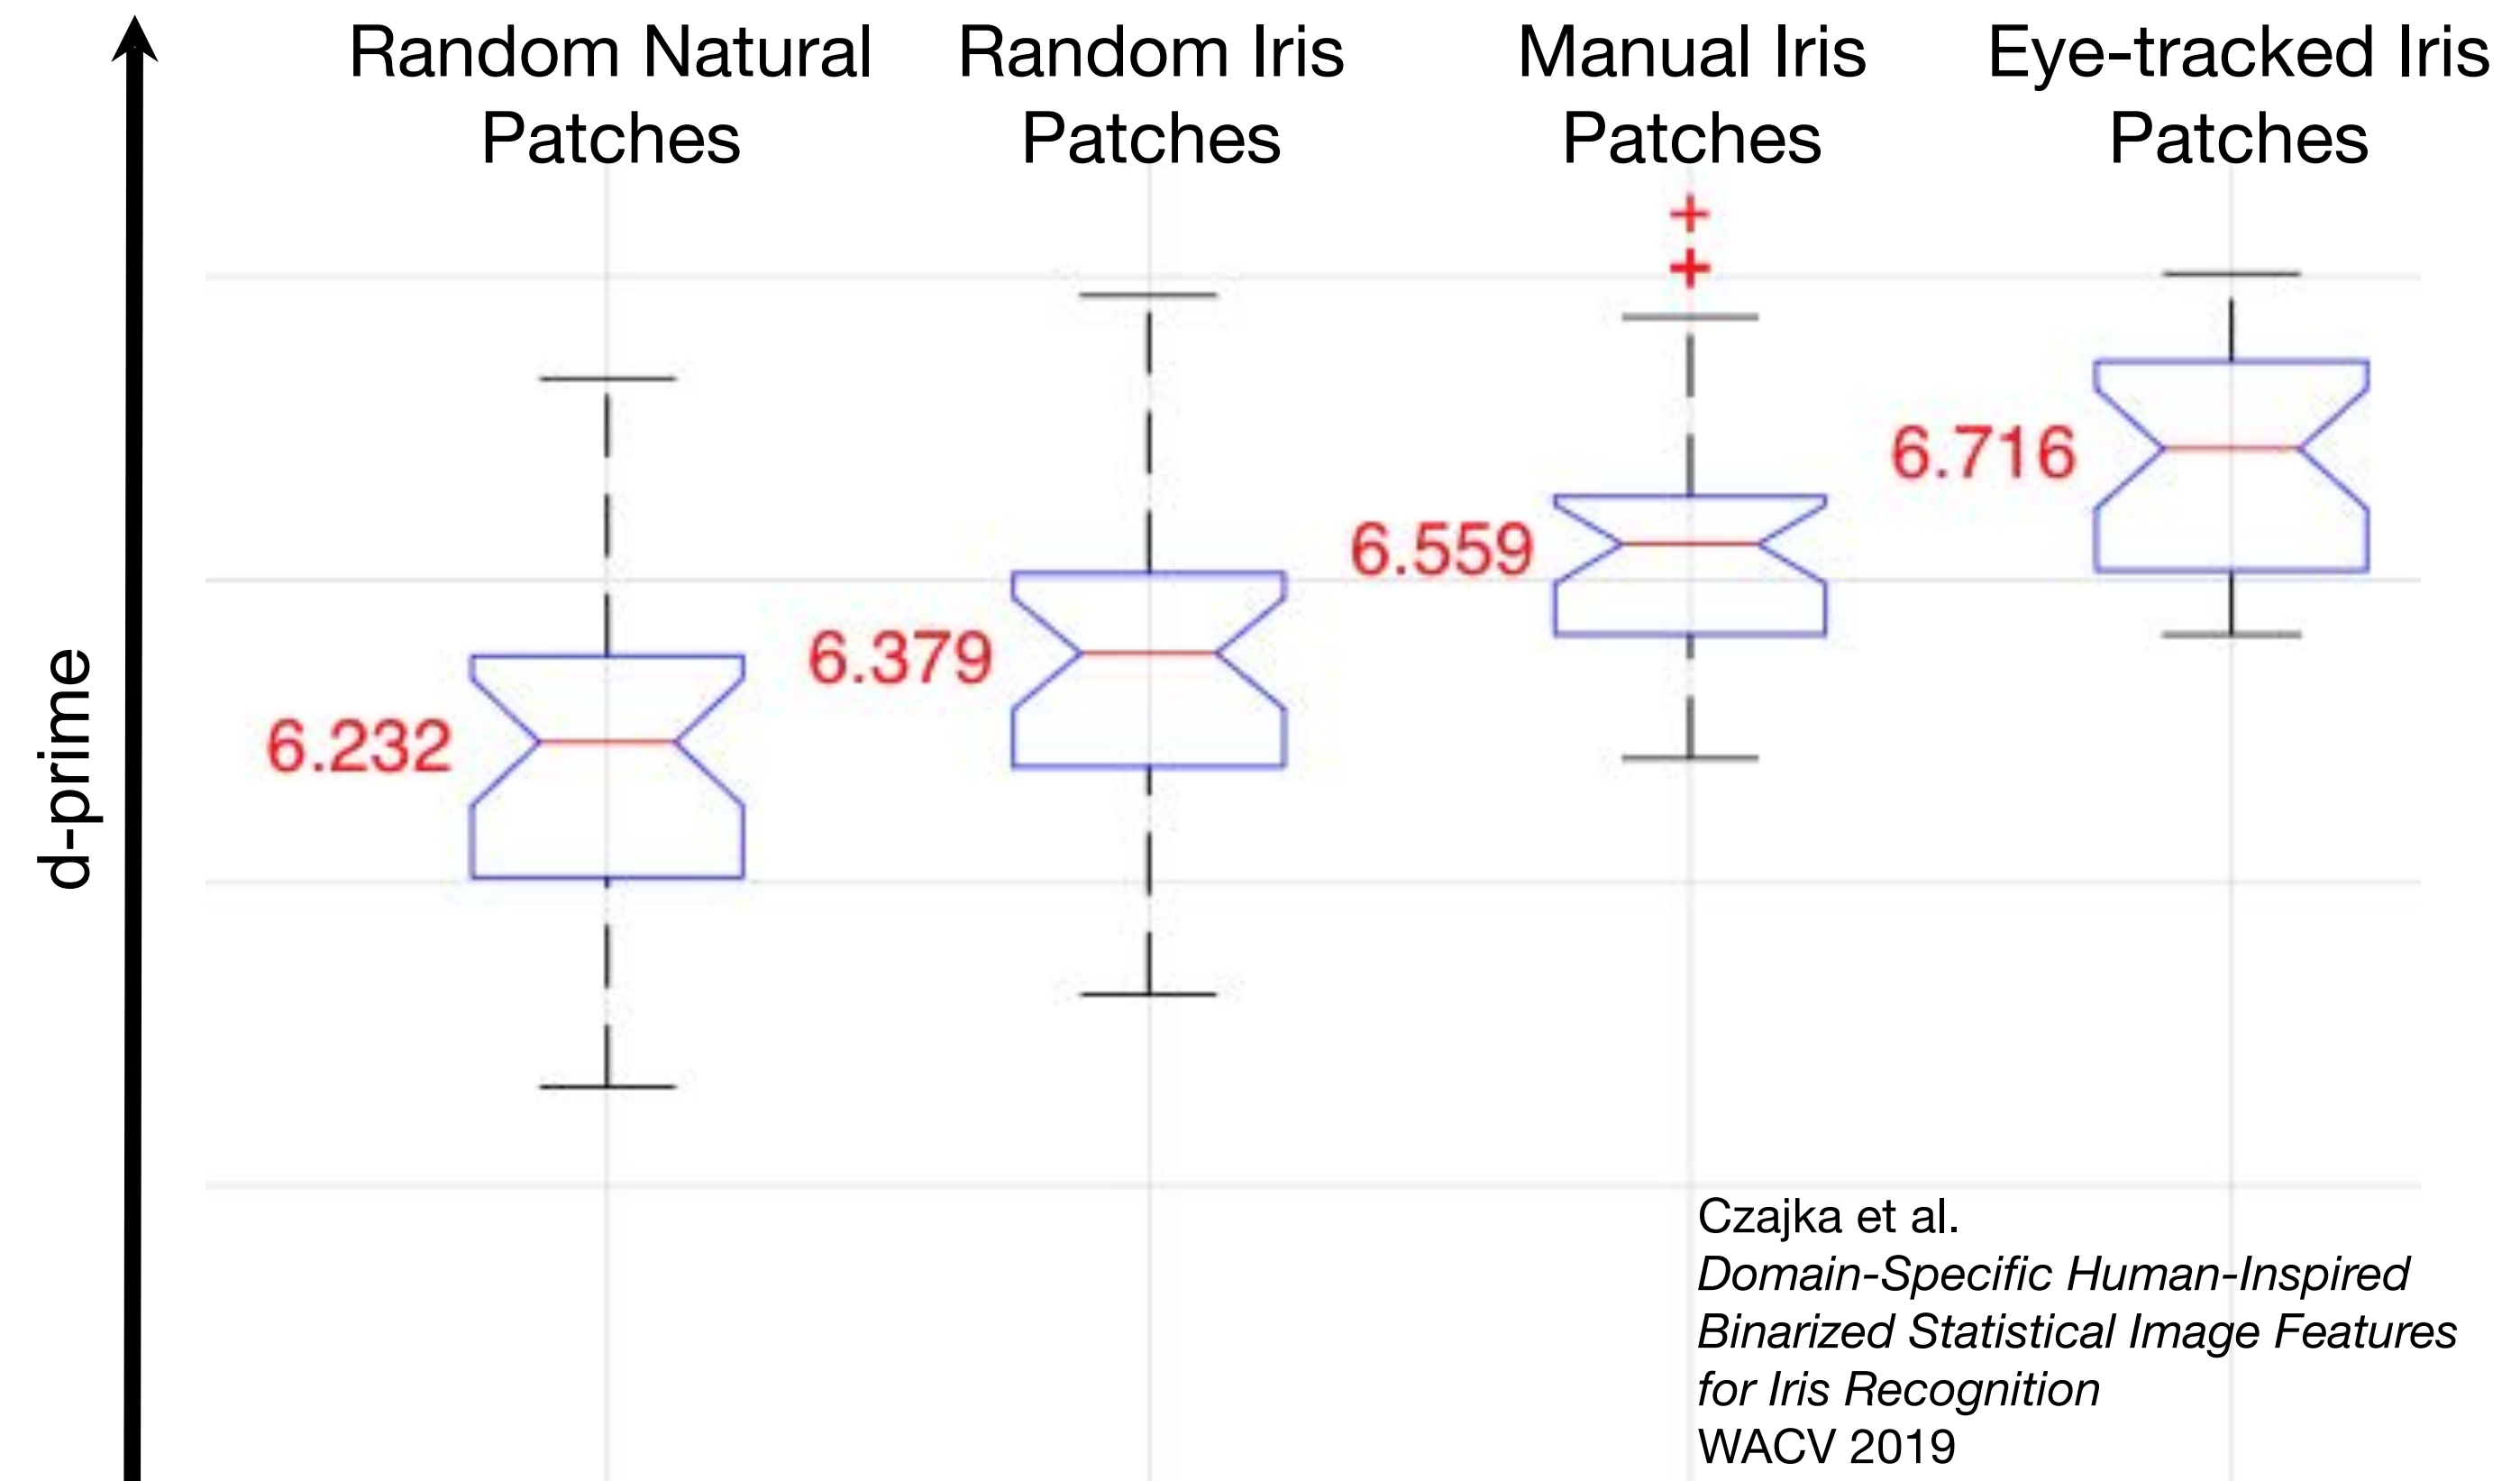 Random Natural
Patches
Random Iris
Patches
Manual Iris
Patches
Eye-tracked Iris
Patches
d-prime
6.232
6.379
6.559
6.716
Czajka et al.
Domain-Specific Human-Inspired
Binarized Statistical Image Features
for Iris Recognition
WACV 2019